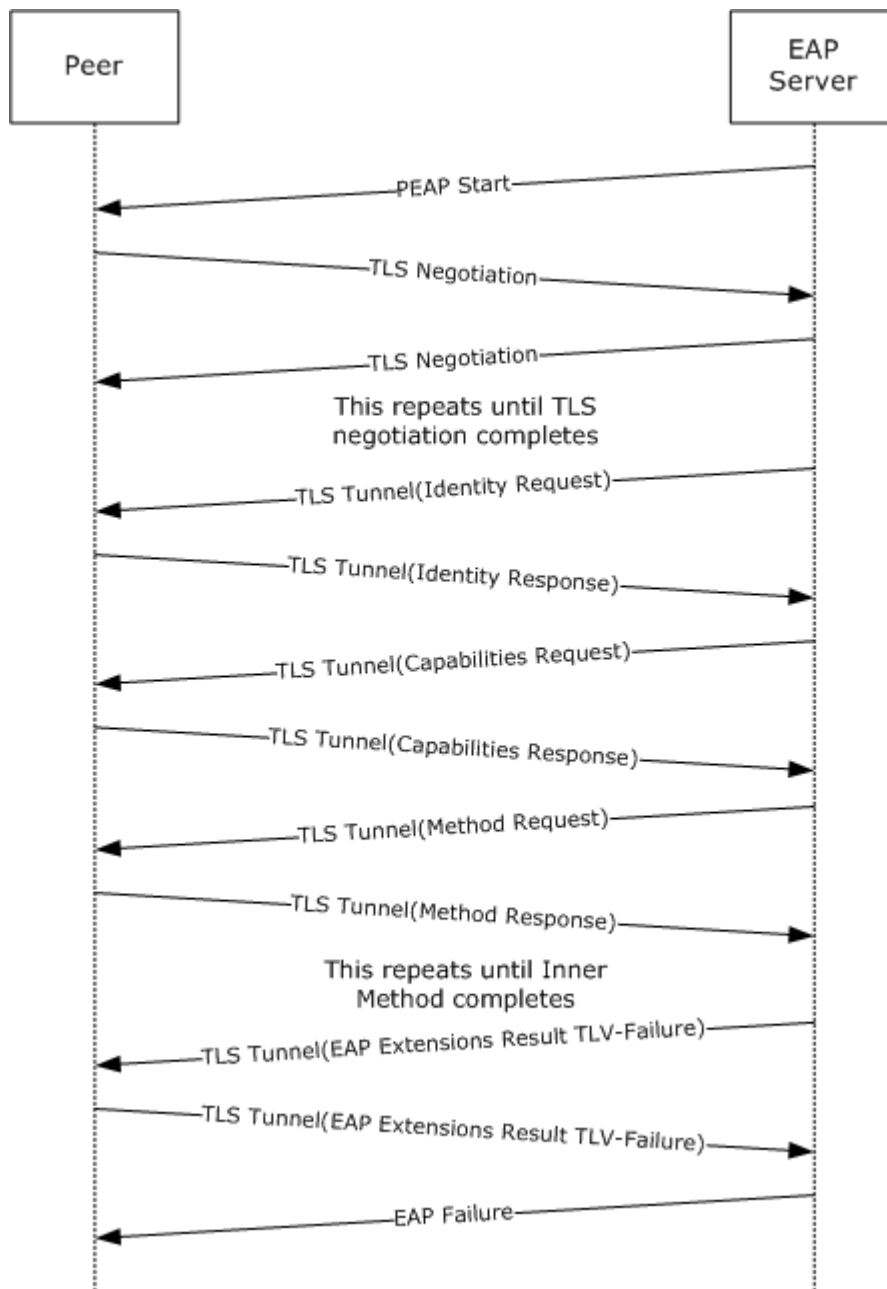 Peer
EAP
Server
PEAP Start
TLS Negotiation
TLS Negotiation
This repeats until TLS
negotiation completes
TLS Tunnel(Identity Request)
TLS Tunnel(Identity Response)
TLS Tunnel(Capabilities Request)
TLS Tunnel(Capabilities Response)
TLS Tunnel(Method Request)
TLS Tunnel(Method Response)
This repeats until Inner
Method completes
TLS Tunnel(EAP Extensions Result TLV-Failure)
TLS Tunnel(EAP Extensions Result TLV-Failure)
EAP Failure